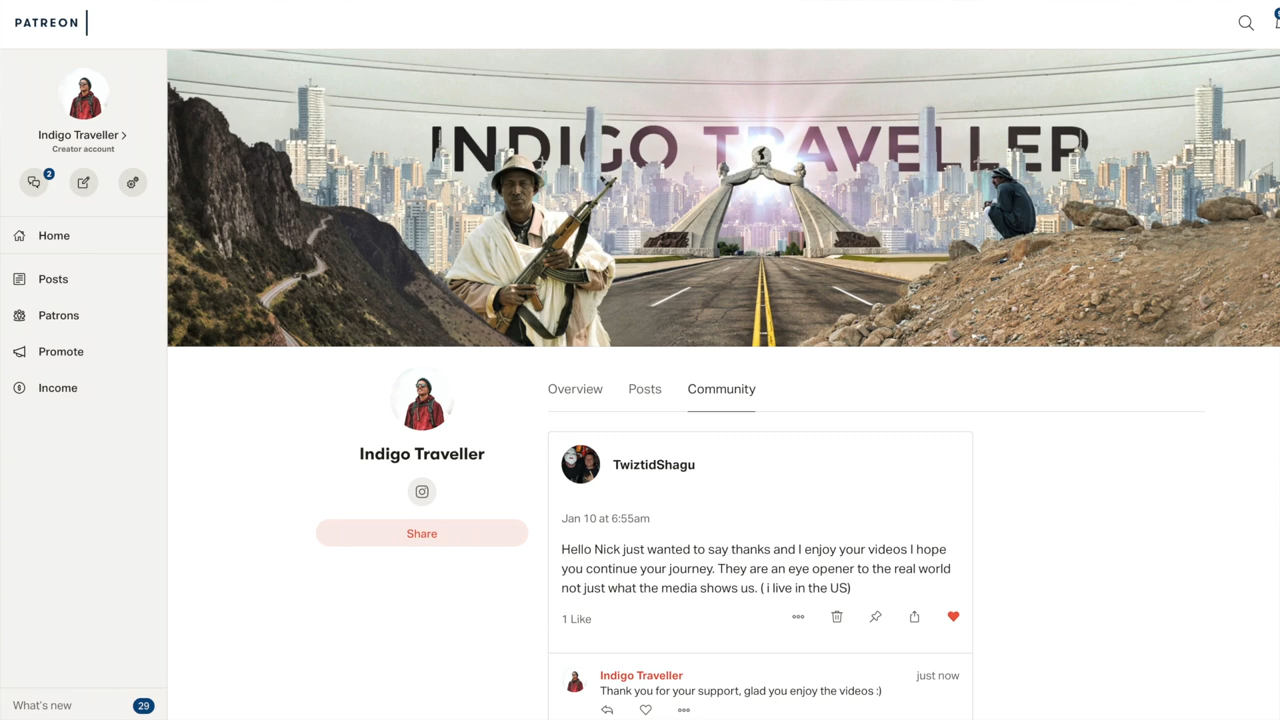 PATREON
Indigo Traveller
Creator account
2
Home
Posts
Patrons
Promote
Income
What's new
29
INDIGO TRAVELLER
Indigo Traveller
Share
Overview
Posts
Community
TwiztidShagu
Jan 10 at 6:55am
Hello Nick just wanted to say thanks and I enjoy your videos I hope
you continue your journey. They are an eye opener to the real world
not just what the media shows us. ( i live in the US)
1 Like
Indigo Traveller
just now
Thank you for your support, glad you enjoy the videos :)